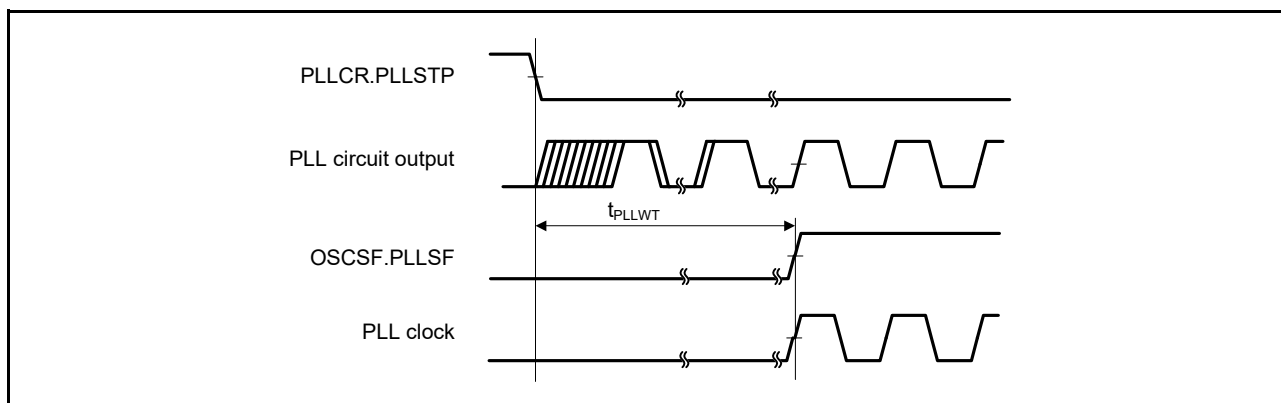 PLLCR.PLLSTP
PLL circuit output
tPLLWT
OSCSF.PLLSF
PLL clock